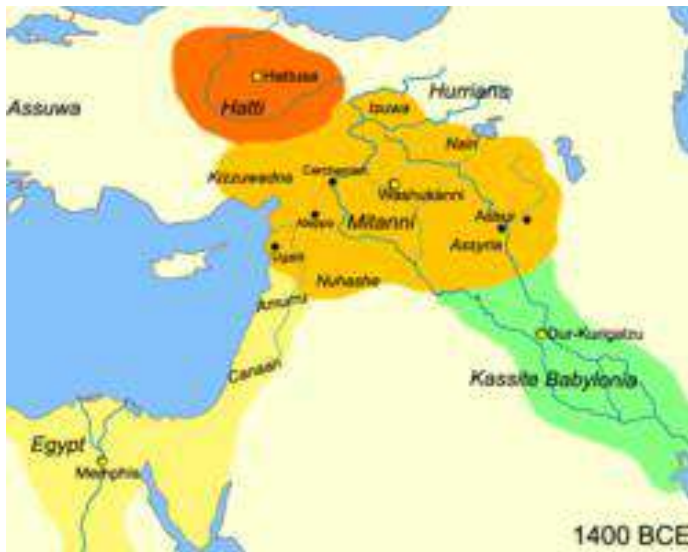 Hattusa
Hatti
Assuwa
Hurrians
Isuwa
Nairi
Kizzuwadna
Carchemish
Washukanni
Aleppo
Mitanni
Assur
Assyria
Ugarit
Nuhashe
Amurru
Canaan
Dur-Kurigalzu
Kassite Babylonia
Egypt
Memphis
1400 BCE